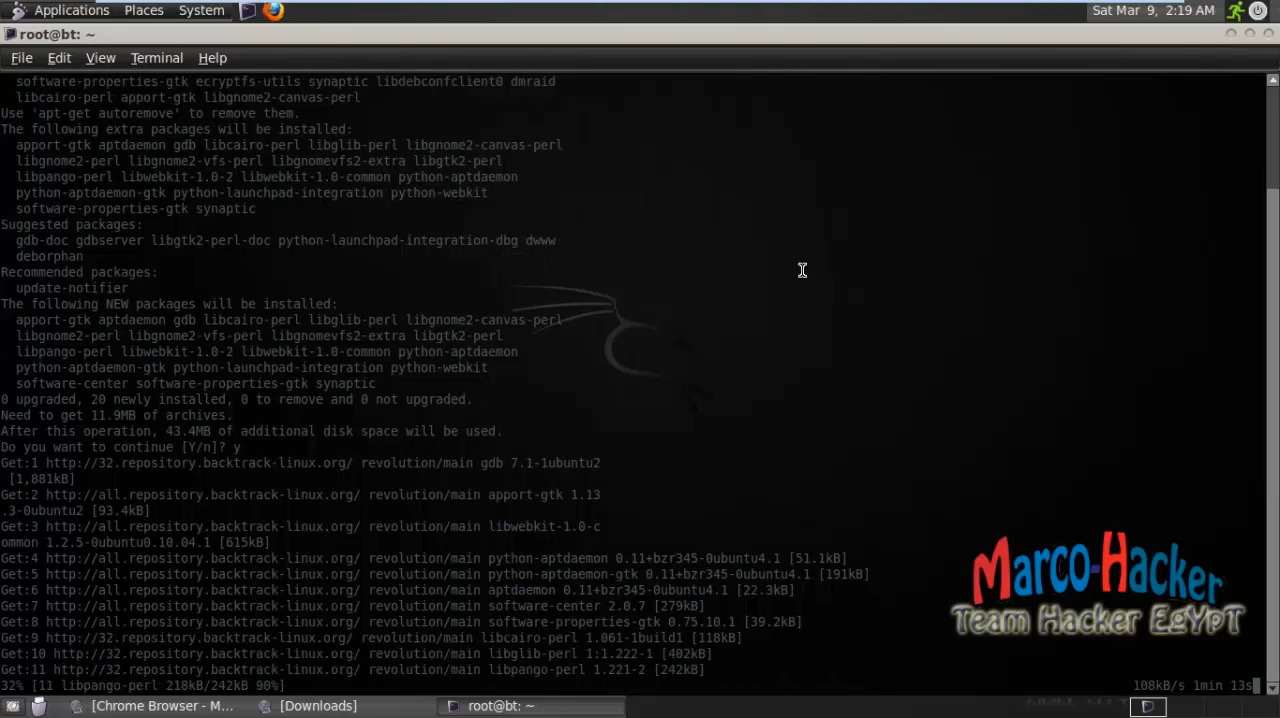 Applications Places System
Sat Mar 9, 2:19 AM
root@bt: ~
File Edit View Terminal Help
software-properties-gtk ecryptfs-utils synaptic libdebconfclient0 dmraid
libcairo-perl apport-gtk libgnome2-canvas-perl
Use 'apt-get autoremove' to remove them.
The following extra packages will be installed:
apport-gtk aptdaemon gdb libcairo-perl libglib-perl libgnome2-canvas-perl
libgnome2-perl libgnome2-vfs-perl libgnomevfs2-extra libgtk2-perl
libpango-perl libwebkit-1.0-2 libwebkit-1.0-common python-aptdaemon
python-aptdaemon-gtk python-launchpad-integration python-webkit
software-properties-gtk synaptic
Suggested packages:
gdb-doc gdbserver libgtk2-perl-doc python-launchpad-integration-dbg dwww
deborphan
Recommended packages:
update-notifier
The following NEW packages will be installed:
apport-gtk aptdaemon gdb libcairo-perl libglib-perl libgnome2-canvas-perl
libgnome2-perl libgnome2-vfs-perl libgnomevfs2-extra libgtk2-perl
libpango-perl libwebkit-1.0-2 libwebkit-1.0-common python-aptdaemon
python-aptdaemon-gtk python-launchpad-integration python-webkit
software-center software-properties-gtk synaptic
0 upgraded, 20 newly installed, 0 to remove and 0 not upgraded.
Need to get 11.9MB of archives.
After this operation, 43.4MB of additional disk space will be used.
Do you want to continue [Y/n]? y
Get:1 http://32.repository.backtrack-linux.org/ revolution/main gdb 7.1-1ubuntu2
[1,881kB]
Get:2 http://all.repository.backtrack-linux.org/ revolution/main apport-gtk 1.13
.3-0ubuntu2 [93.4kB]
Get:3 http://all.repository.backtrack-linux.org/ revolution/main libwebkit-1.0-c
ommon 1.2.5-0ubuntu0.10.04.1 [615kB]
Get:4 http://all.repository.backtrack-linux.org/ revolution/main python-aptdaemon 0.11+bzr345-0ubuntu4.1 [51.1kB]
Get:5 http://all.repository.backtrack-linux.org/ revolution/main python-aptdaemon-gtk 0.11+bzr345-0ubuntu4.1 [191kB]
Get:6 http://all.repository.backtrack-linux.org/ revolution/main aptdaemon 0.11+bzr345-0ubuntu4.1 [22.3kB]
Get:7 http://all.repository.backtrack-linux.org/ revolution/main software-center 2.0.7 [279kB]
Get:8 http://all.repository.backtrack-linux.org/ revolution/main software-properties-gtk 0.75.10.1 [39.2kB]
Get:9 http://32.repository.backtrack-linux.org/ revolution/main libcairo-perl 1.061-1build1 [118kB]
Get:10 http://32.repository.backtrack-linux.org/ revolution/main libglib-perl 1:1.222-1 [402kB]
Get:11 http://32.repository.backtrack-linux.org/ revolution/main libpango-perl 1.221-2 [242kB]
32% [11 libpango-perl 218kB/242kB 90%]
108kB/s 1min 13s
Marco-Hacker
Team Hacker EgYpT
[Chrome Browser - M... [Downloads] root@bt: ~